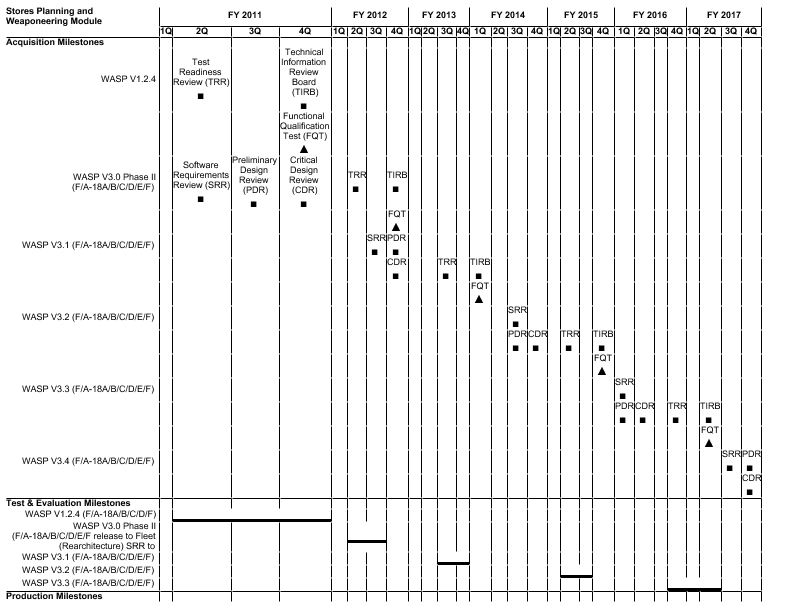 Stores Planning and
Weaponeering Module
FY 2011 FY 2012 FY 2013 FY 2014 FY 2015 FY 2016 FY 2017
1Q 2Q 3Q 4Q 1Q 2Q 3Q 4Q 1Q 2Q 3Q 4Q 1Q 2Q 3Q 4Q 1Q 2Q 3Q 4Q 1Q 2Q 3Q 4Q 1Q 2Q 3Q 4Q
Acquisition Milestones
WASP V1.2.4
Test
Readiness
Review (TRR)
Technical
Information
Review
Board
(TIRB)
Functional
Qualification
Test (FQT)
WASP V3.0 Phase II
(F/A-18A/B/C/D/E/F)
Software
Requirements
Review (SRR)
Preliminary
Design
Review
(PDR)
Critical
Design
Review
(CDR)
TRR TIRB
FQT
WASP V3.1 (F/A-18A/B/C/D/E/F)
SRR PDR
CDR TRR TIRB
FQT
WASP V3.2 (F/A-18A/B/C/D/E/F)
SRR
PDR CDR TRR TIRB
FQT
WASP V3.3 (F/A-18A/B/C/D/E/F)
SRR
PDR CDR TRR TIRB
FQT
WASP V3.4 (F/A-18A/B/C/D/E/F)
SRR PDR
CDR
Test & Evaluation Milestones
WASP V1.2.4 (F/A-18A/B/C/D/F)
WASP V3.0 Phase II
(F/A-18A/B/C/D/E/F release to Fleet
(Rearchitecture) SRR to
WASP V3.1 (F/A-18A/B/C/D/E/F)
WASP V3.2 (F/A-18A/B/C/D/E/F)
WASP V3.3 (F/A-18A/B/C/D/E/F)
Production Milestones